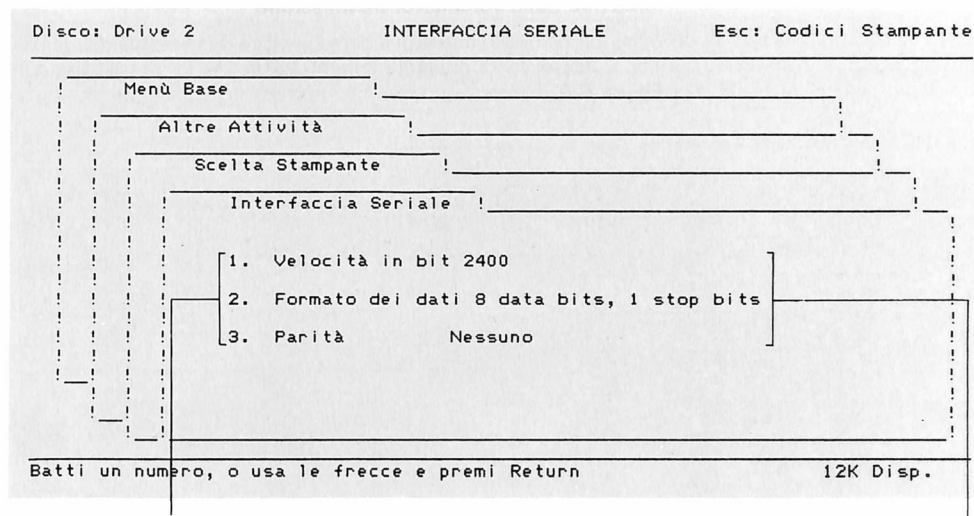 Disco: Drive 2 INTERFACCIA SERIALE Esc: Codici Stampante
Menù Base
Altre Attività
Scelta Stampante
Interfaccia Seriale
1. Velocità in bit 2400
2. Formato dei dati 8 data bits, 1 stop bits
3. Parità Nessuno
Batti un numero, o usa le frecce e premi Return 12K Disp.